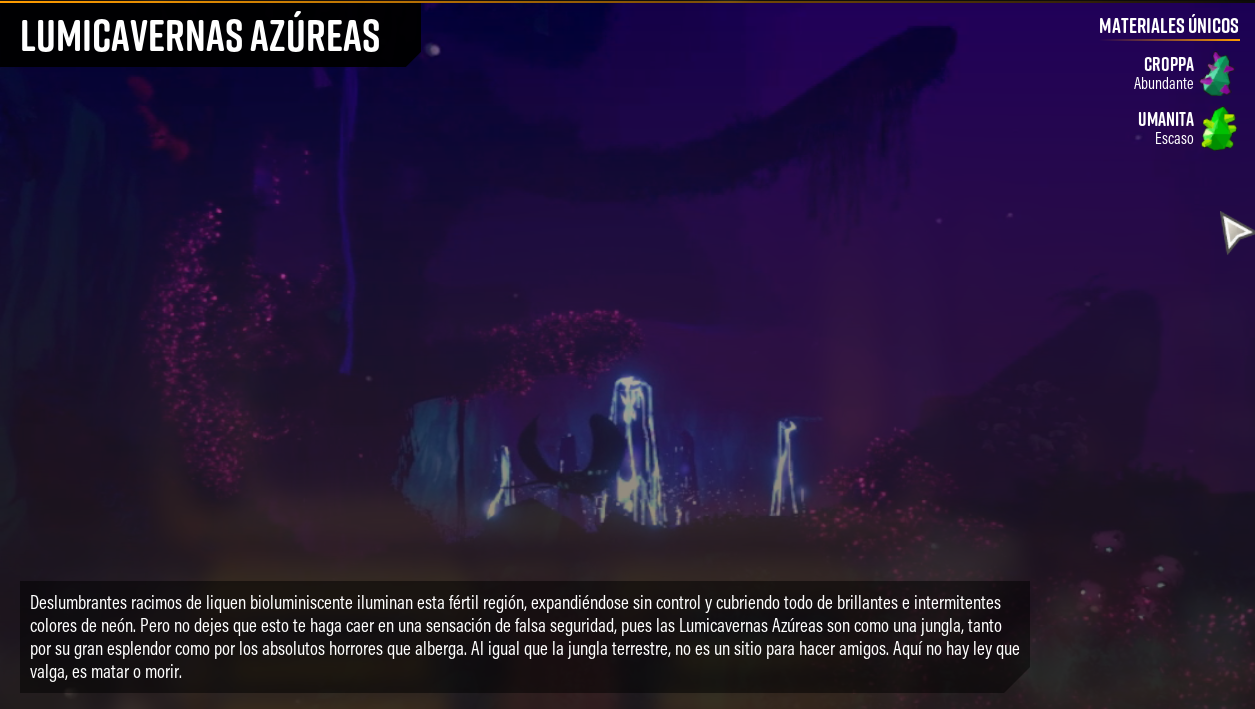 LUMICAVERNAS AZÚREAS
MATERIALES ÚNICOS
CROPPA
Abundante
UMANITA
Escaso
Deslumbrantes racimos de liquen bioluminiscente iluminan esta fértil región, expandiéndose sin control y cubriendo todo de brillantes e intermitentes
colores de neón. Pero no dejes que esto te haga caer en una sensación de falsa seguridad, pues las Lumicavernas Azúreas son como una jungla, tanto
por su gran esplendor como por los absolutos horrores que alberga. Al igual que la jungla terrestre, no es un sitio para hacer amigos. Aquí no hay ley que
valga, es matar o morir.